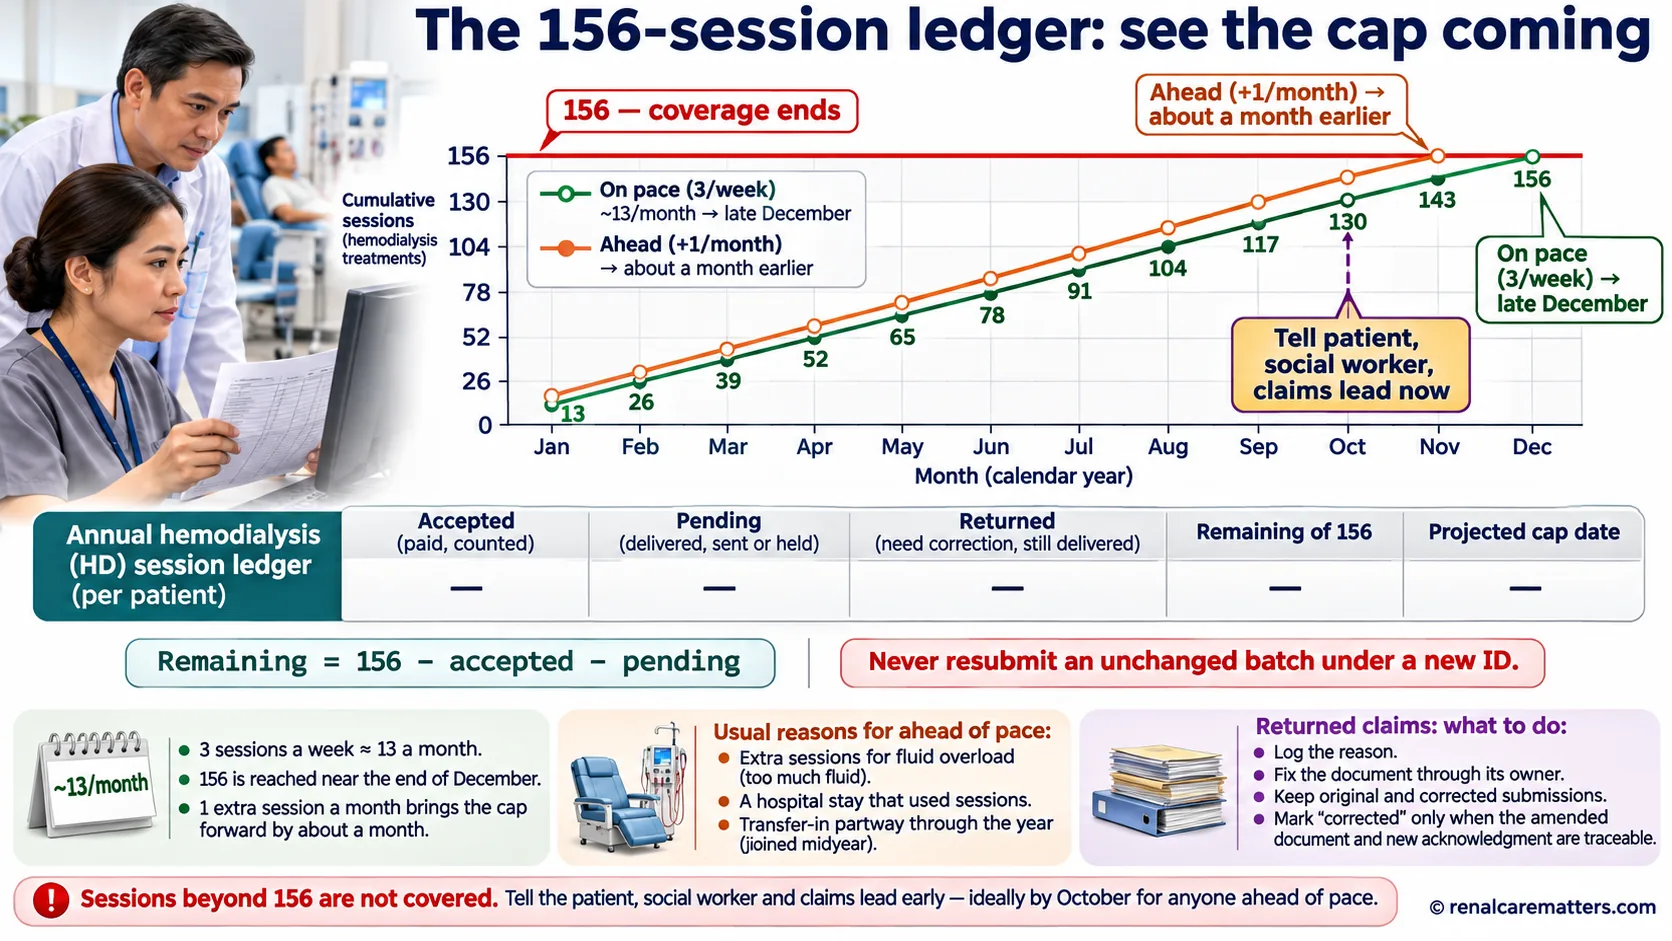 The 156-session ledger: see the cap coming
156 — coverage ends
Ahead (+1/month) →
about a month earlier
Cumulative
sessions
(hemodialysis
treatments)
156
130
104
78
52
26
0
On pace (3/week)
~13/month → late December
Ahead (+1/month)
→ about a month earlier
13
26
39
52
65
78
91
104
117
130
143
156
On pace
(3/week) →
late December
Tell patient,
social worker,
claims lead now
Jan Feb Mar Apr May Jun Jul Aug Sep Oct Nov Dec
Month (calendar year)
Annual hemodialysis
(HD) session ledger
(per patient)
Accepted
(paid, counted)
Pending
(delivered, sent or held)
Returned
(need correction, still delivered)
Remaining of 156
Projected cap date
— — — — —
Remaining = 156 – accepted – pending
Never resubmit an unchanged batch under a new ID.
~13/month
● 3 sessions a week ≈ 13 a month.
● 156 is reached near the end of December.
● 1 extra session a month brings the cap
forward by about a month.
Usual reasons for ahead of pace:
● Extra sessions for fluid overload
(too much fluid).
● A hospital stay that used sessions.
● Transfer-in partway through the year
(jioined midyear).
Returned claims: what to do:
● Log the reason.
● Fix the document through its owner.
● Keep original and corrected submissions.
● Mark “corrected” only when the amended
document and new acknowledgment are traceable.
! Sessions beyond 156 are not covered. Tell the patient, social worker and claims lead early — ideally by October for anyone ahead of pace.
© renalcarematters.com